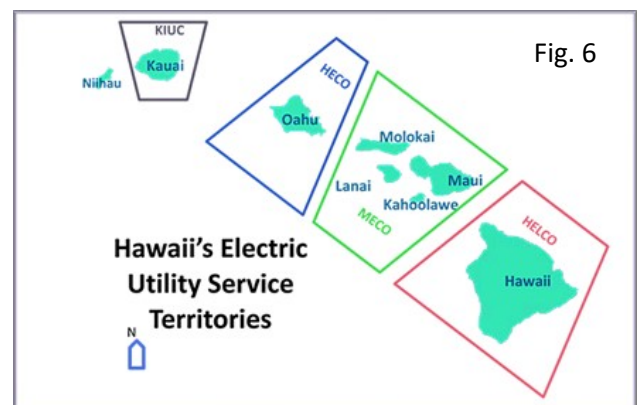 KIUC
Kauai
Niihau
Fig. 6
HECO
Oahu
Molokai
Lanai
Maui
Kahoolawe
MECO
HELCO
Hawaii
Hawaii's Electric
Utility Service
Territories
N